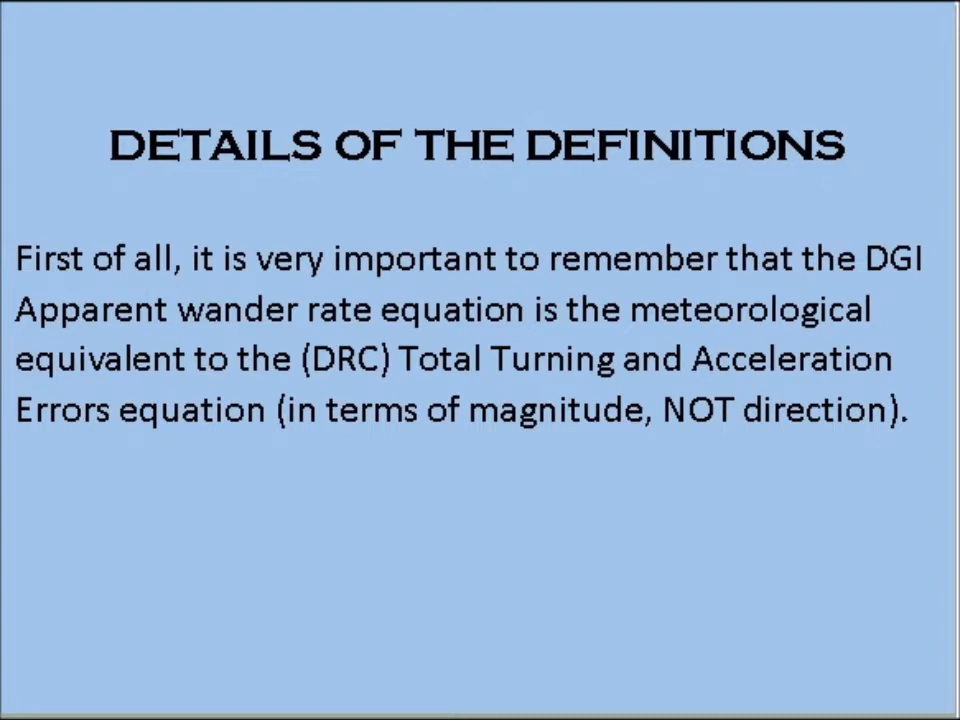 DETAILS OF THE DEFINITIONS
First of all, it is very important to remember that the DGI
Apparent wander rate equation is the meteorological
equivalent to the (DRC) Total Turning and Acceleration
Errors equation (in terms of magnitude, NOT direction).